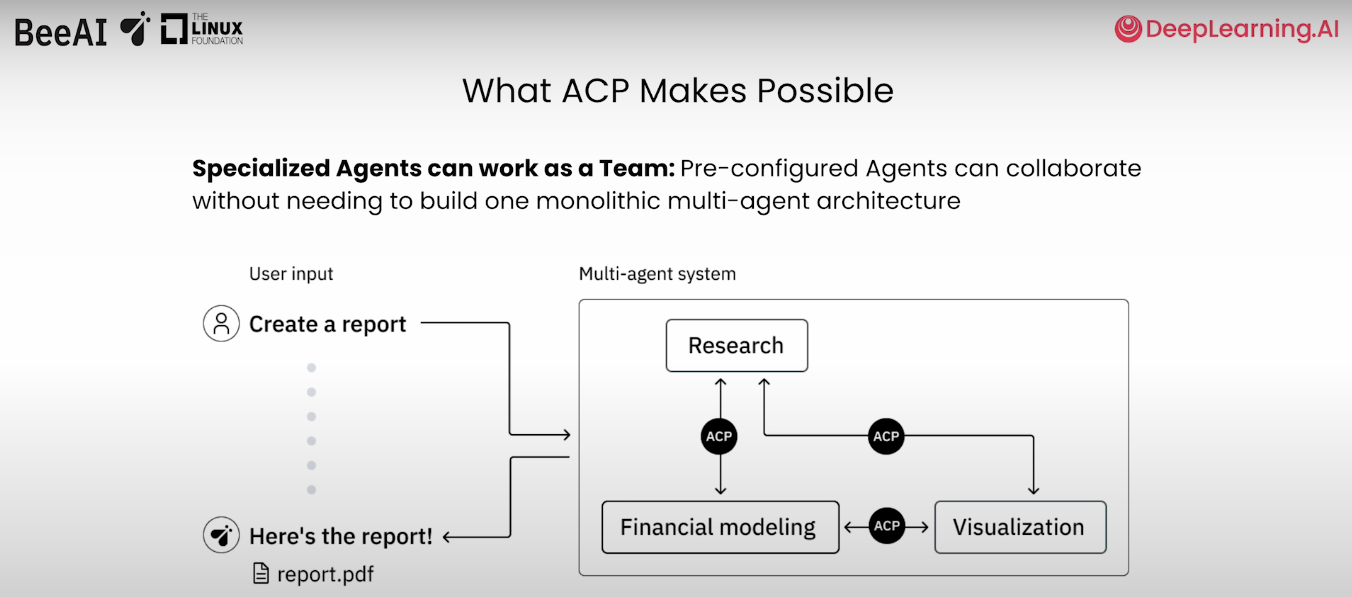 BeeAI
THE
LINUX
FOUNDATION
DeepLearning.AI
What ACP Makes Possible
Specialized Agents can work as a Team: Pre-configured Agents can collaborate
without needing to build one monolithic multi-agent architecture
User input
Multi-agent system
Create a report
Research
ACP
ACP
Financial modeling
ACP
Visualization
Here's the report!
report.pdf